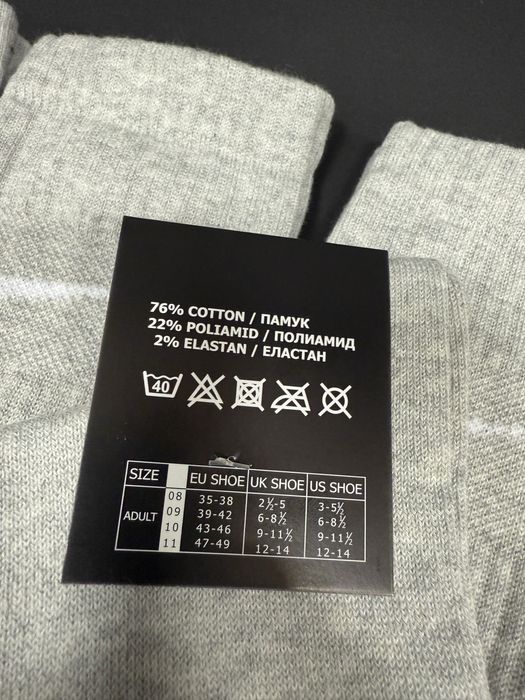 76% COTTON / ПАМУК
22% POLIAMID / ПОЛИАМИД
2% ELASTAN / ЕЛАСТАН
40
SIZE EU SHOE UK SHOE US SHOE
ADULT
08 35-38 2½-5 3-5½
09 39-42 6-8½ 6-8½
10 43-46 9-11½ 9-11½
11 47-49 12-14 12-14